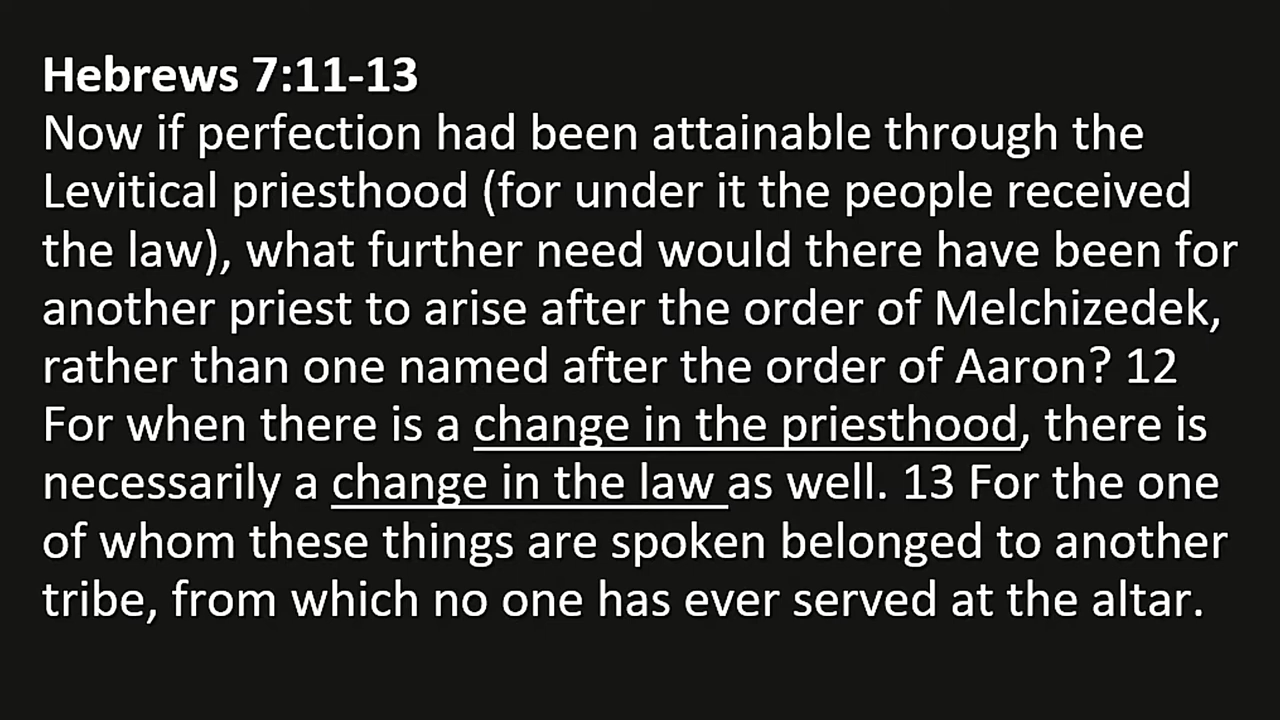 Hebrews 7:11-13
Now if perfection had been attainable through the
Levitical priesthood (for under it the people received
the law), what further need would there have been for
another priest to arise after the order of Melchizedek,
rather than one named after the order of Aaron? 12
For when there is a change in the priesthood, there is
necessarily a change in the law as well. 13 For the one
of whom these things are spoken belonged to another
tribe, from which no one has ever served at the altar.